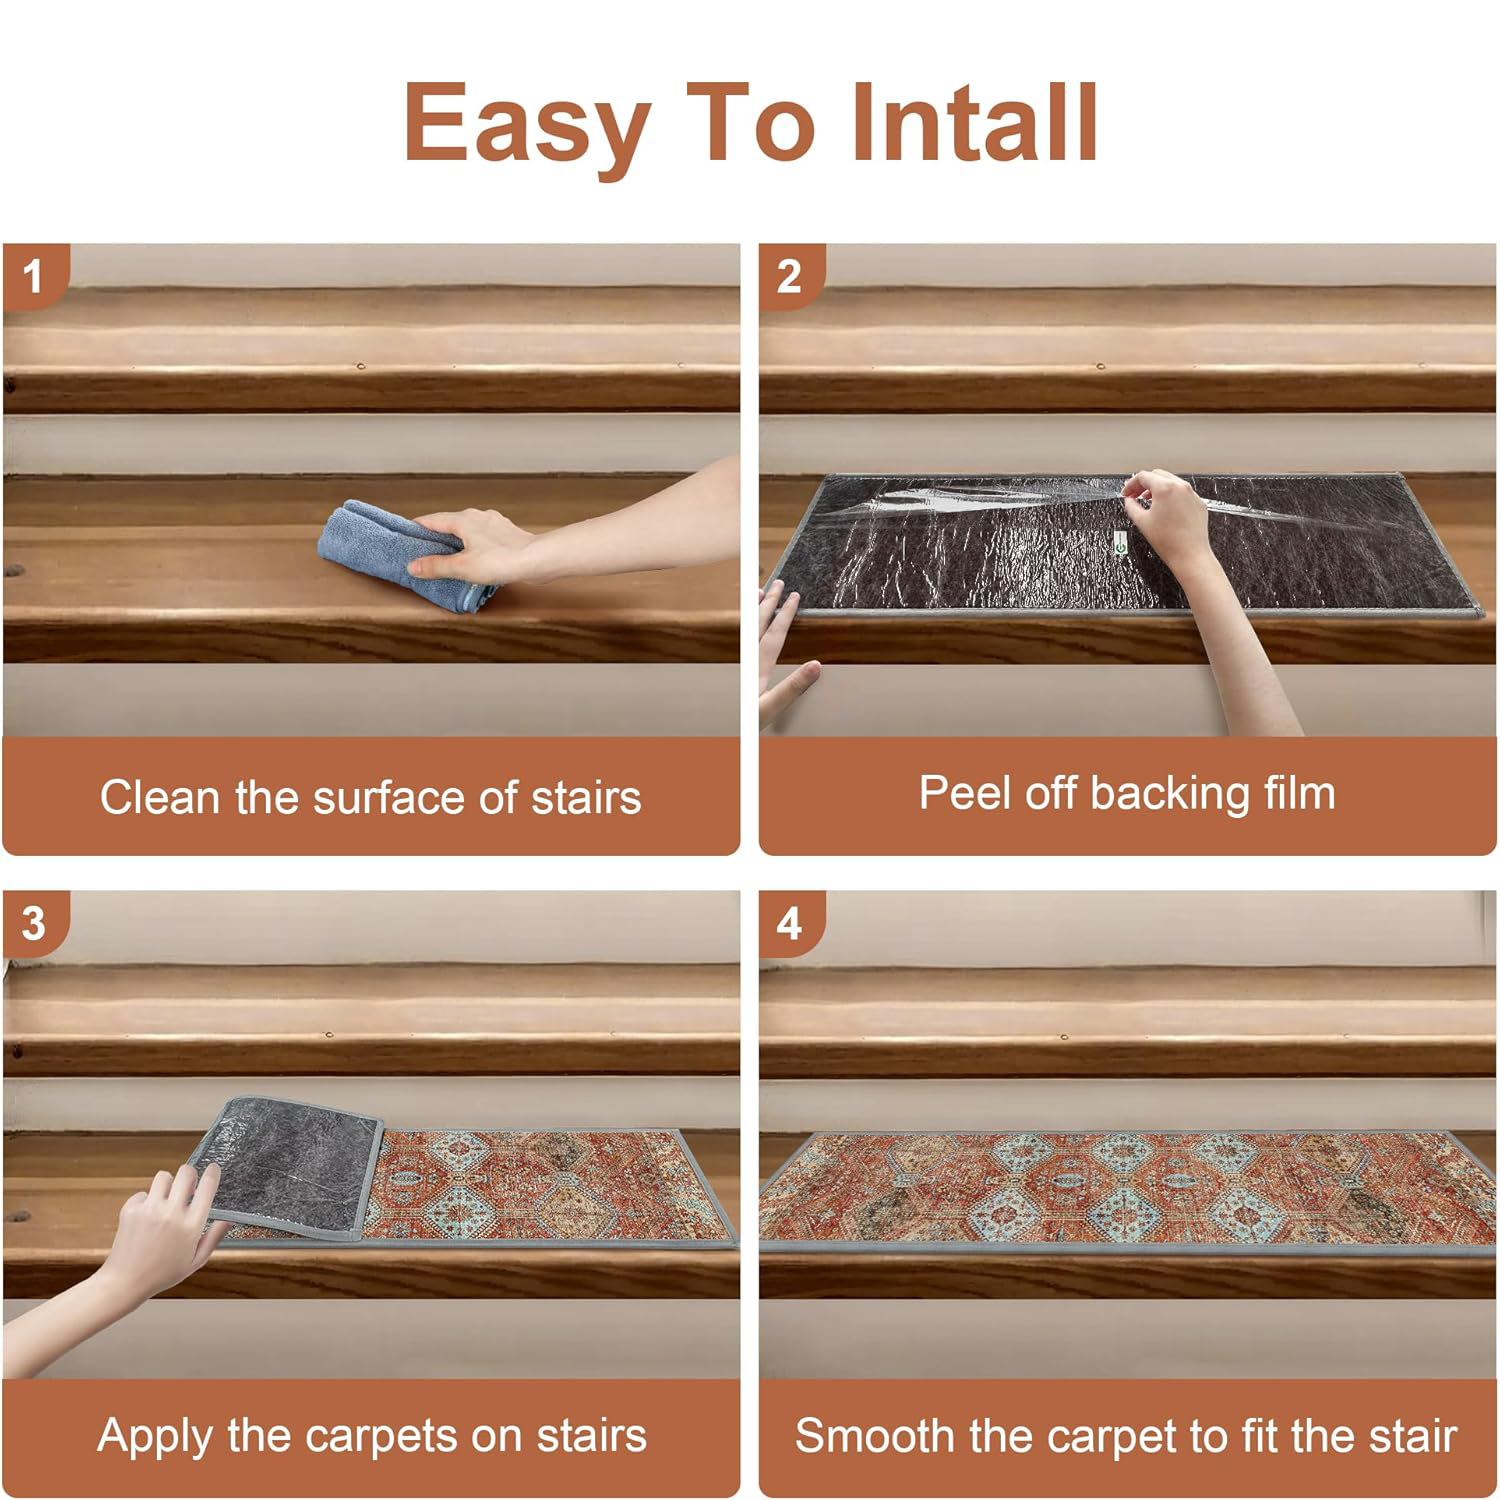 Easy To Intall
1
2
Clean the surface of stairs
Peel off backing film
3
4
Apply the carpets on stairs
Smooth the carpet to fit the stair